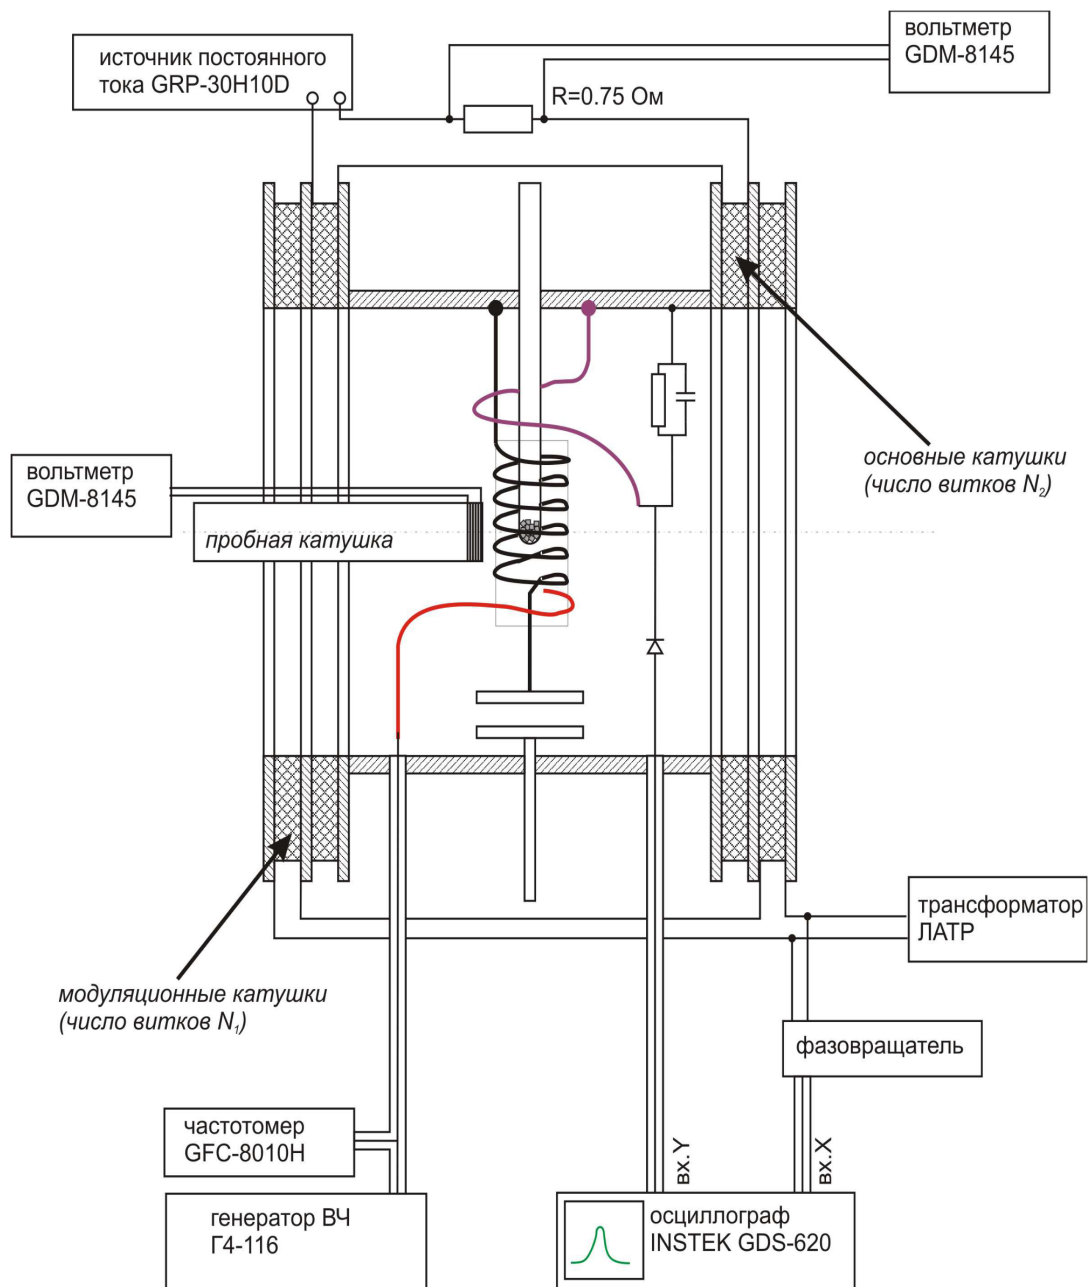 источник постоянного
тока GRP-30H10D
вольтметр
GDM-8145
R=0.75 Ом
основные катушки
(число витков N₂)
вольтметр
GDM-8145
пробная катушка
трансформатор
ЛАТР
модуляционные катушки
(число витков N₁)
фазовращатель
частотомер
GFC-8010H
вх.Y
вх.X
генератор ВЧ
Г4-116
осциллограф
INSTEK GDS-620